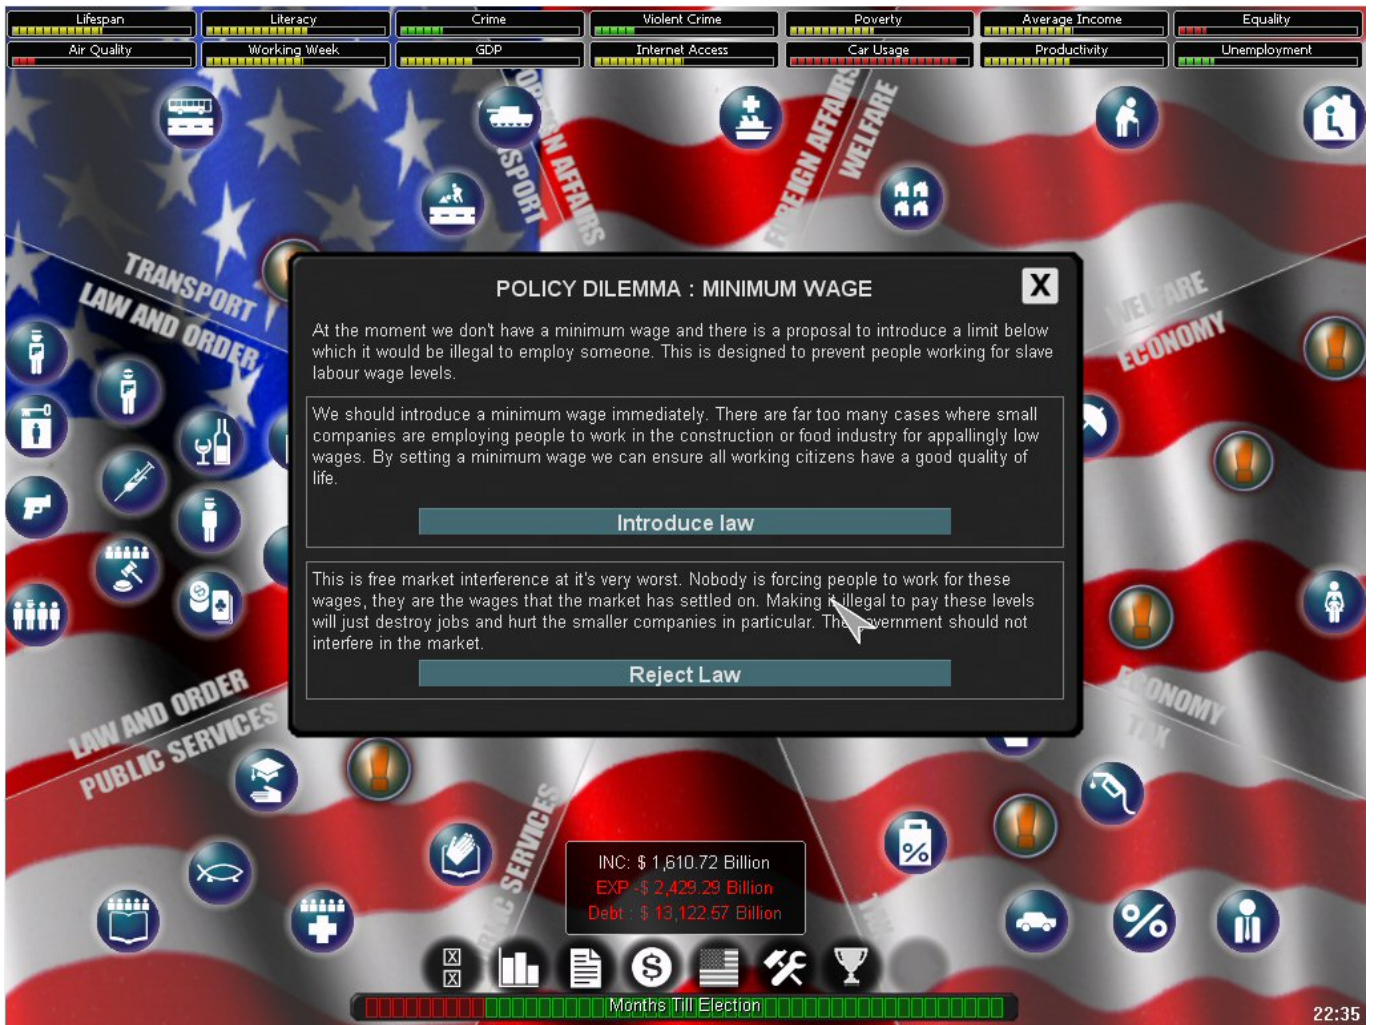 Lifespan
Literacy
Crime
Violent Crime
Poverty
Average Income
Equality
Air Quality
Working Week
GDP
Internet Access
Car Usage
Productivity
Unemployment
TRANSPORT
FOREIGN AFFAIRS
WELFARE
TRANSPORT
LAW AND ORDER
WELFARE
ECONOMY
POLICY DILEMMA : MINIMUM WAGE
X
At the moment we don't have a minimum wage and there is a proposal to introduce a limit below
which it would be illegal to employ someone. This is designed to prevent people working for slave
labour wage levels.
We should introduce a minimum wage immediately. There are far too many cases where small
companies are employing people to work in the construction or food industry for appallingly low
wages. By setting a minimum wage we can ensure all working citizens have a good quality of
life.
Introduce law
This is free market interference at it's very worst. Nobody is forcing people to work for these
wages, they are the wages that the market has settled on. Making it illegal to pay these levels
will just destroy jobs and hurt the smaller companies in particular. The government should not
interfere in the market.
Reject Law
LAW AND ORDER
PUBLIC SERVICES
ECONOMY
TAX
PUBLIC SERVICES
INC: $ 1,610.72 Billion
EXP -$ 2,429.29 Billion
Debt : $ 13,122.57 Billion
Months Till Election
22:35